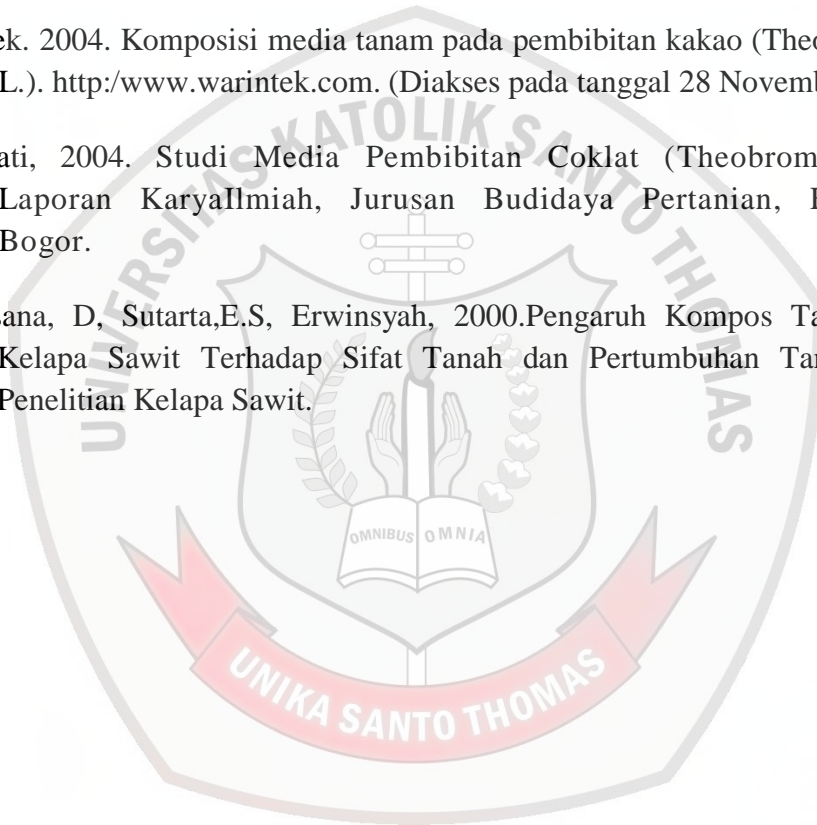 ek. 2004. Komposisi media tanam pada pembibitan kakao (Theo
L.). http:/www.warintek.com. (Diakses pada tanggal 28 Novemb
ati, 2004. Studi Media Pembibitan Coklat (Theobrom
Laporan KaryaIlmiah, Jurusan Budidaya Pertanian,
Bogor.
sana, D, Sutarta,E.S, Erwinsyah, 2000.Pengaruh Kompos Ta
Kelapa Sawit Terhadap Sifat Tanah dan Pertumbuhan Tan
Penelitian Kelapa Sawit.
UNIVERSITAS KATOLIK SANTO THOMAS
OMNIBUS OMNIA
UNIKA SANTO THOMAS